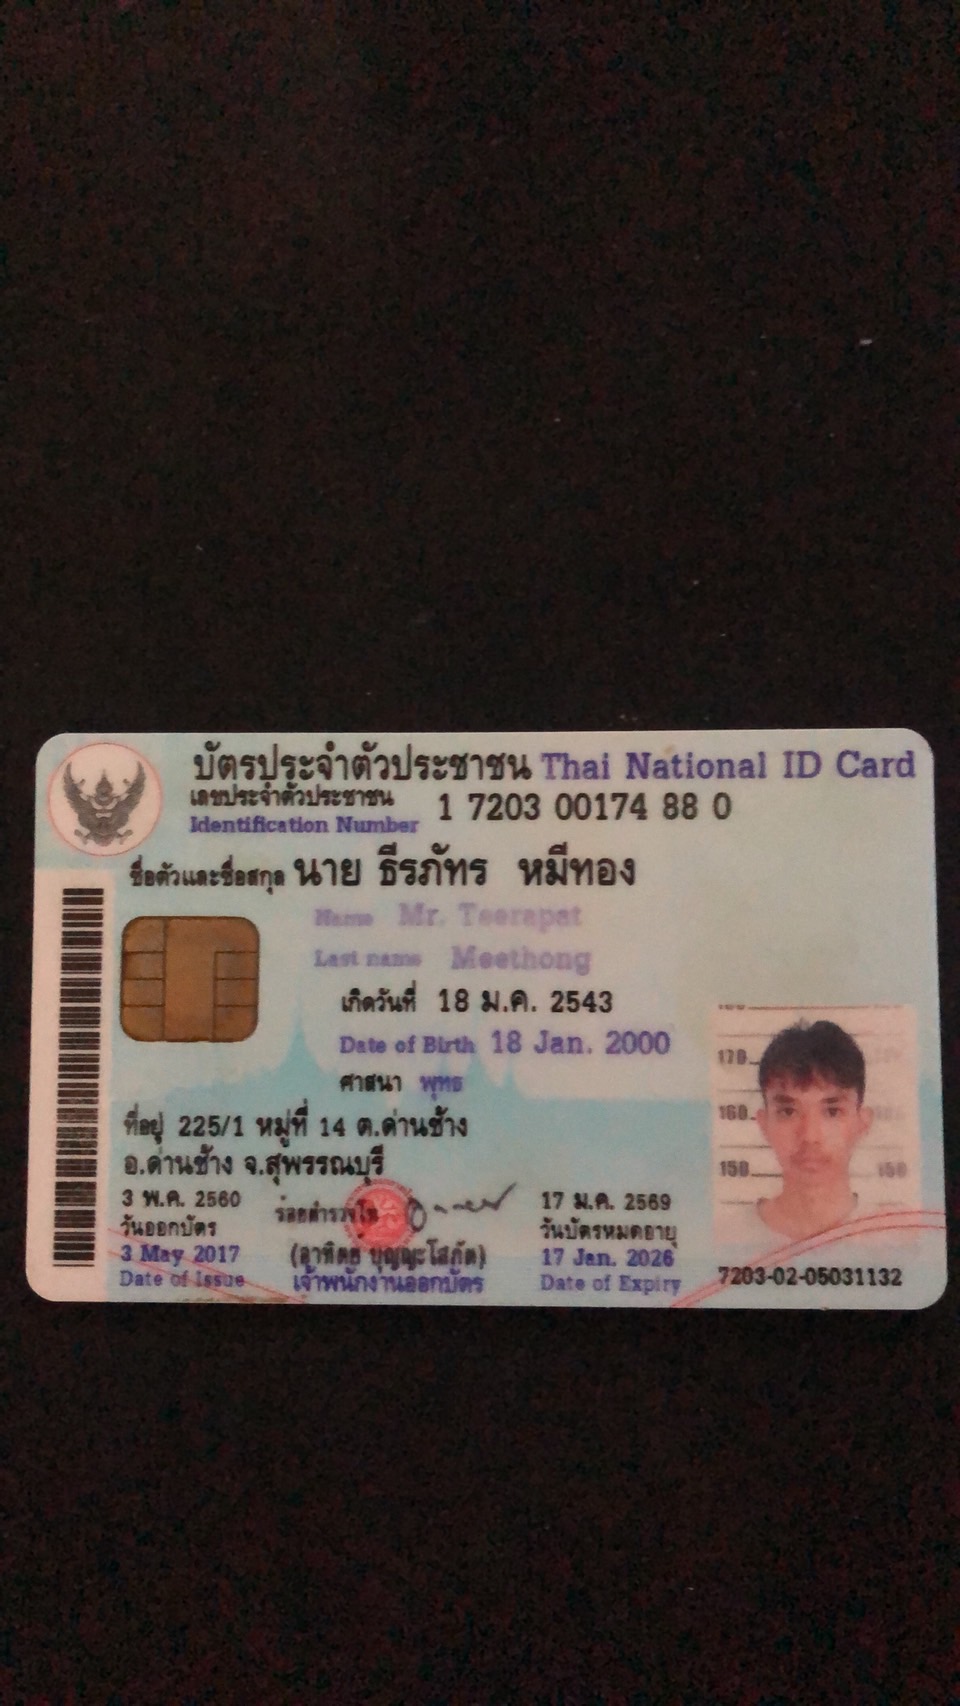 บัตรประจำตัวประชาชน Thai National ID Card
เลขประจำตัวประชาชน 1 7203 00174 88 0
Identification Number
ชื่อตัวและชื่อสกุล นาย ธีรภัทร หมีทอง
Name Mr. Teerapat
Last name Meethong
เกิดวันที่ 18 ม.ค. 2543
Date of Birth 18 Jan. 2000
ศาสนา พุทธ
ที่อยู่ 225/1 หมู่ที่ 14 ต.ด่านช้าง
อ.ด่านช้าง จ.สุพรรณบุรี
170
160
150 150
3 พ.ค. 2560
วันออกบัตร
3 May 2017
Date of Issue
ร้อยตำรวจโท
(อาทิตย์ บุญญะโสภัต)
เจ้าพนักงานออกบัตร
17 ม.ค. 2569
วันบัตรหมดอายุ
17 Jan. 2026
Date of Expiry
7203-02-05031132